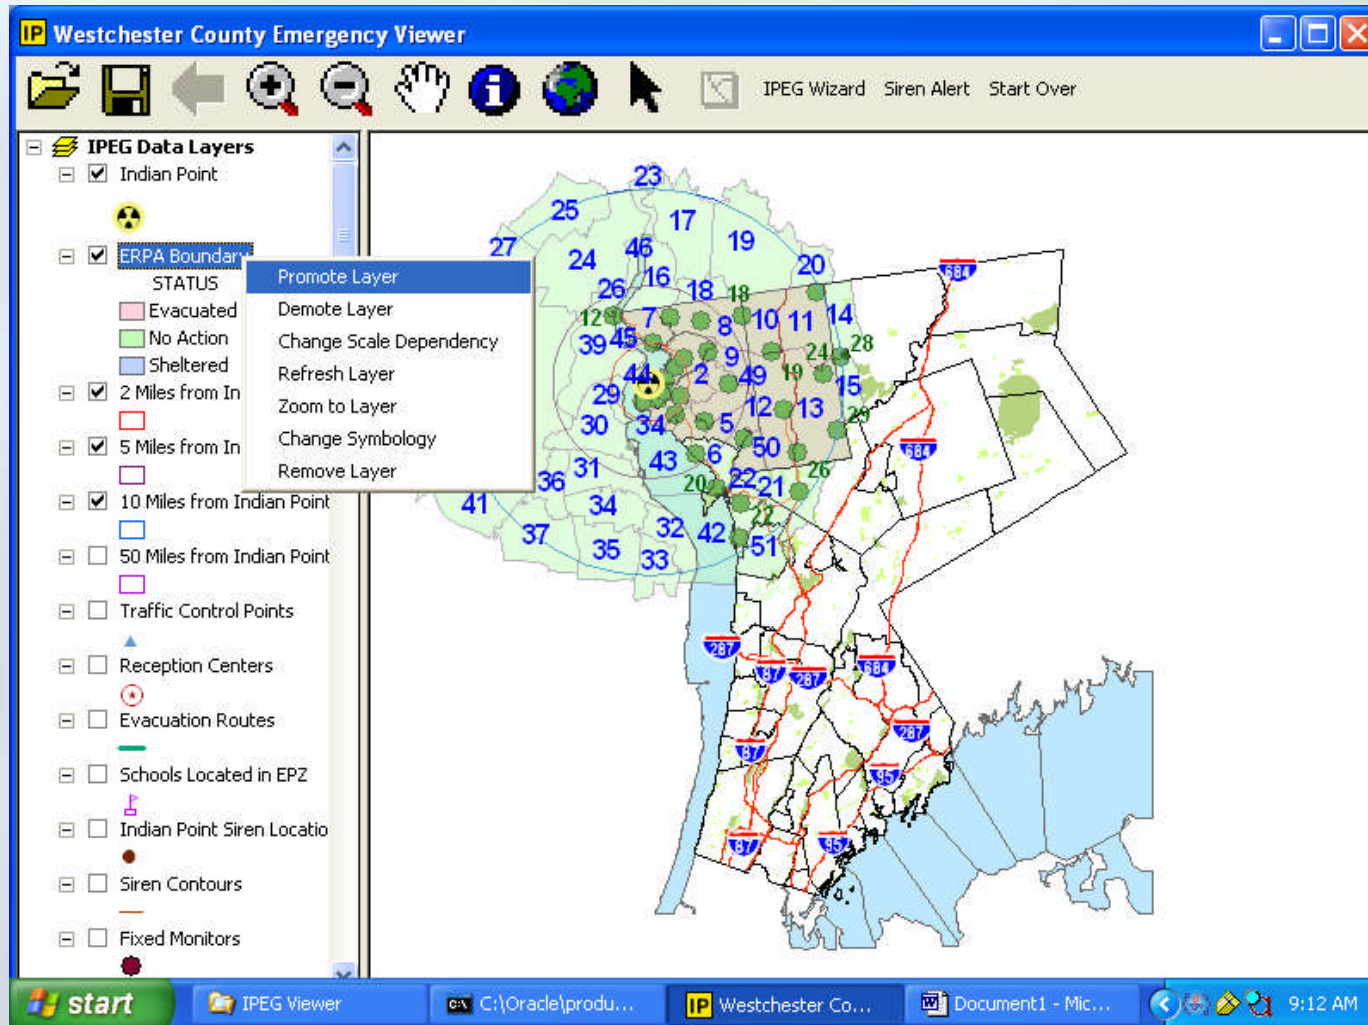 IP Westchester County Emergency Viewer
IPEG Wizard Siren Alert Start Over
IPEG Data Layers
Indian Point
ERPA Boundary
STATUS
Evacuated
No Action
Sheltered
2 Miles from In
5 Miles from In
10 Miles from Indian Point
50 Miles from Indian Point
Traffic Control Points
Reception Centers
Evacuation Routes
Schools Located in EPZ
Indian Point Siren Locatio
Siren Contours
Fixed Monitors
Promote Layer
Demote Layer
Change Scale Dependency
Refresh Layer
Zoom to Layer
Change Symbology
Remove Layer
23
25 17
27 24 46 19
20 684
26 16 18 18
12 7 8 10 11 14
39 45 9 24 28
44 2 49 19 15
29 12 13
30 34 5 29
43 6 50 684
31 26
36 20 22 21
41 34 22
37 32 42
35 33 51
287 87 287 684
287
87 95
87 95
start IPEG Viewer C:\Oracle\produ... IP Westchester Co... Document1 - Mic... 9:12 AM